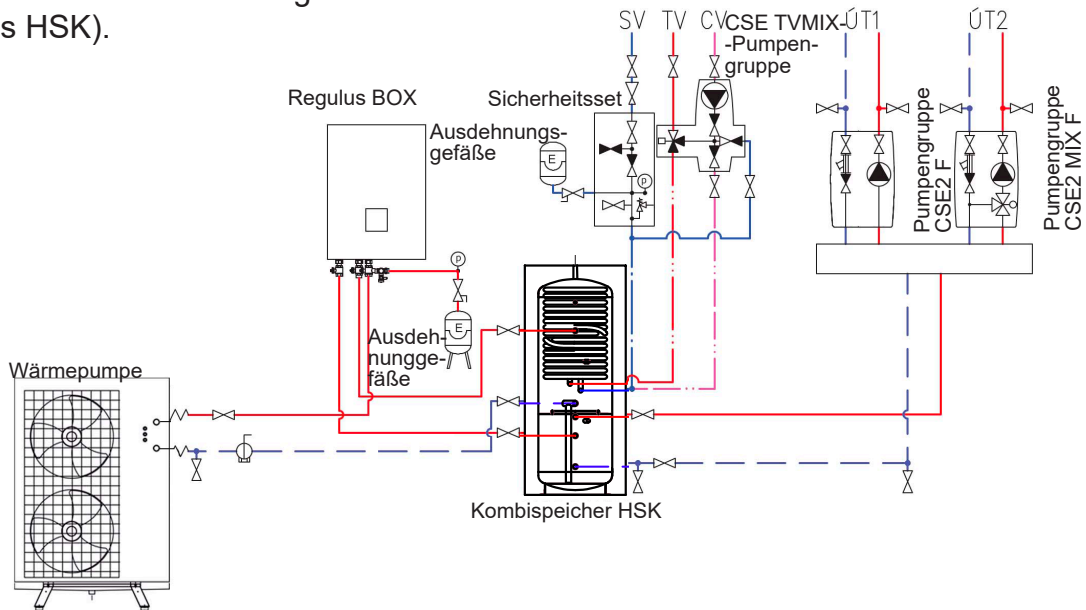 s HSK).
SV TV CV ÚT1 ÚT2
CSE TVMIX-
-Pumpen-
gruppe
Regulus BOX
Sicherheitsset
Ausdehnungs-
gefäße
E
p
Pumpengruppe
CSE2 F
Pumpengruppe
CSE2 MIX F
p
E
Ausdeh-
nungge-
fäße
Wärmepumpe
Kombispeicher HSK